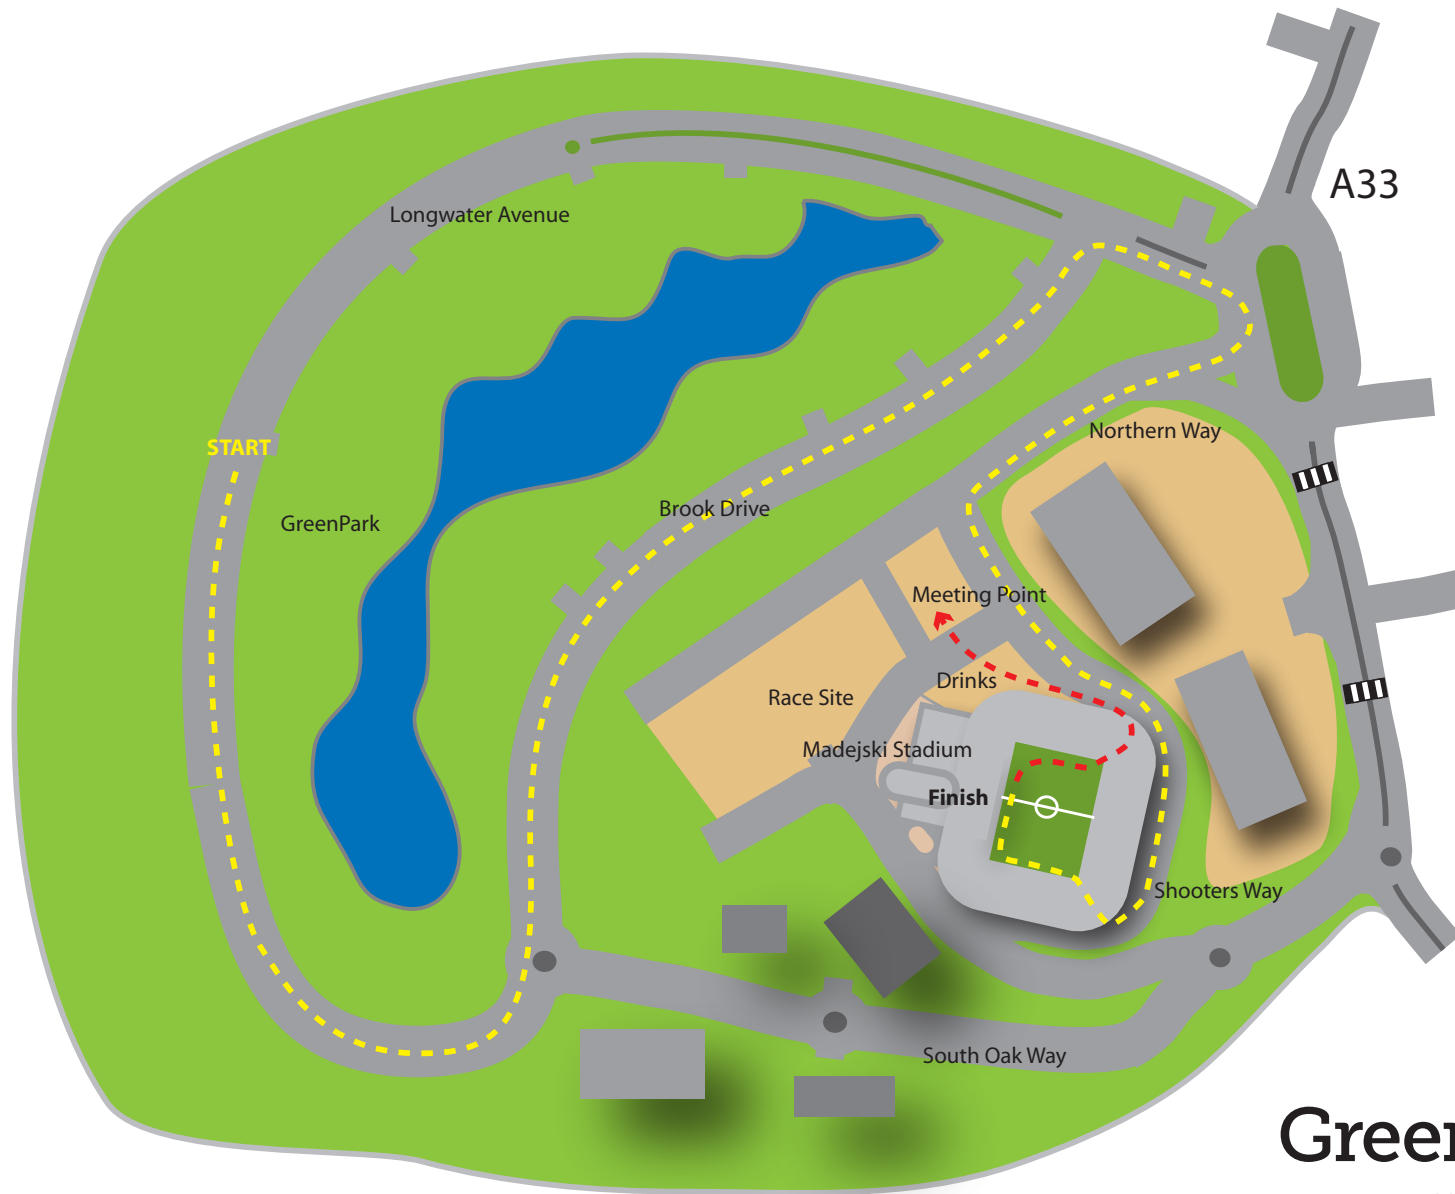 A33
Longwater Avenue
Northern Way
START
Brook Drive
GreenPark
Meeting Point
Drinks
Race Site
Madejski Stadium
Finish
Shooters Way
South Oak Way
Green